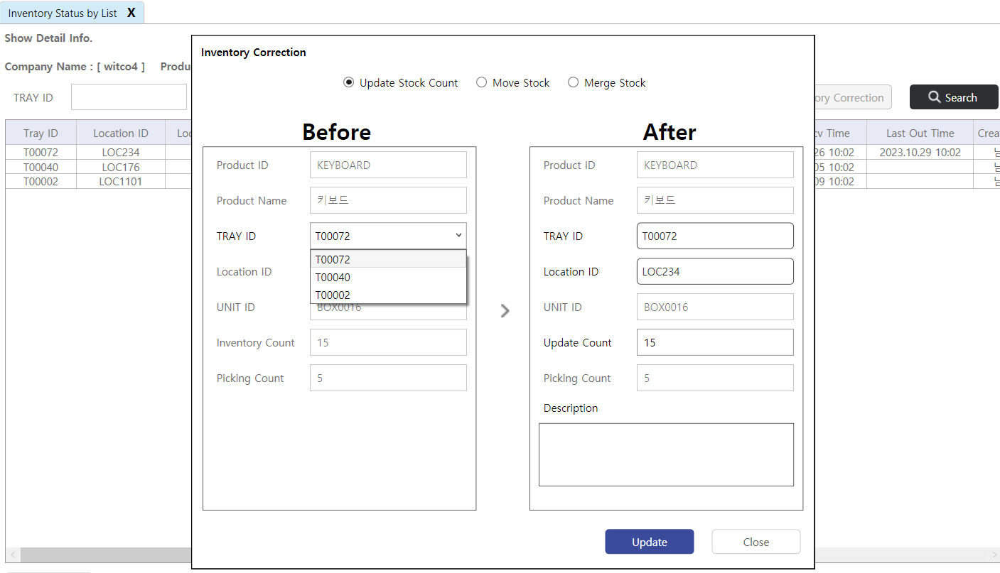 Inventory Status by List X
Show Detail Info.
Company Name : [ witco4 ] Produ
TRAY ID
ory Correction
Search
Tray ID Location ID Loc
cv Time Last Out Time Crea
T00072 LOC234
26 10:02 2023.10.29 10:02
T00040 LOC176
05 10:02
T00002 LOC1101
09 10:02
Inventory Correction
Update Stock Count Move Stock Merge Stock
Before
Product ID KEYBOARD
Product Name 키보드
TRAY ID T00072
T00072
Location ID
T00040
T00002
UNIT ID BOX0016
Inventory Count 15
Picking Count 5
After
Product ID KEYBOARD
Product Name 키보드
TRAY ID T00072
Location ID LOC234
UNIT ID BOX0016
Update Count 15
Picking Count 5
Description
Update Close